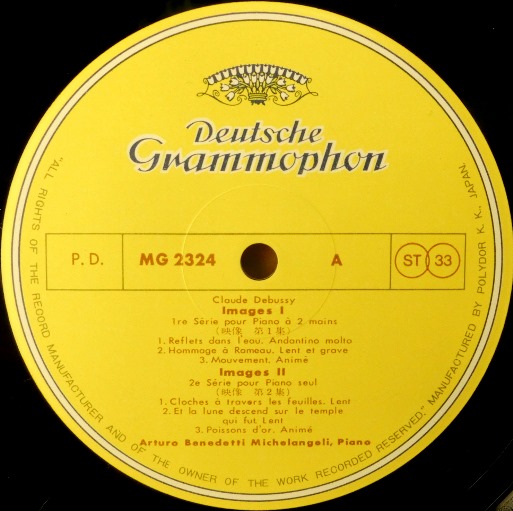 Deutsche
Grammophon
P. D.
MG 2324
A
ST 33
Claude Debussy
Images I
1re Série pour Piano à 2 mains
(映像 第1集)
1. Reflets dans l'eau. Andantino molto
2. Hommage à Rameau. Lent et grave
3. Mouvement. Animé
Images II
2e Série pour Piano seul
(映像 第2集)
1. Cloches à travers les feuilles. Lent
2. Et la lune descend sur le temple
qui fut Lent
3. Poissons d'or. Animé
Arturo Benedetti Michelangeli, Piano
"ALL RIGHTS OF THE RECORD MANUFACTURER AND OF THE OWNER OF THE WORK RECORDED RESERVED." MANUFACTURED BY POLYDOR K. K., JAPAN.